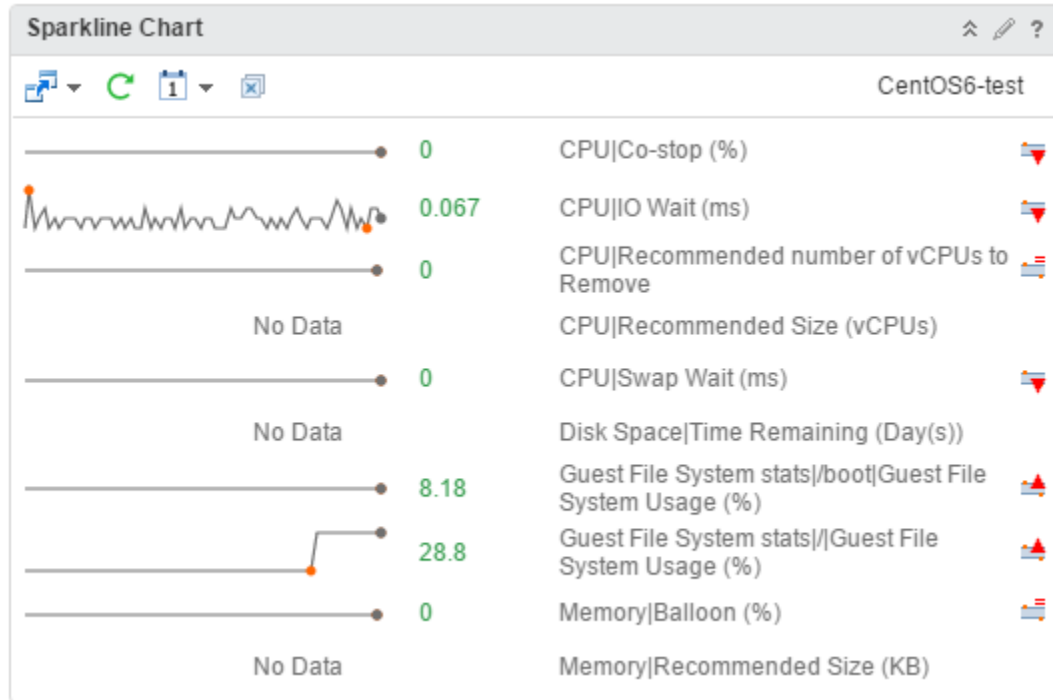 Sparkline Chart
?
1
CentOS6-test
0 CPU|Co-stop (%)
0.067 CPU|IO Wait (ms)
0 CPU|Recommended number of vCPUs to
Remove
No Data CPU|Recommended Size (vCPUs)
0 CPU|Swap Wait (ms)
No Data Disk Space|Time Remaining (Day(s))
8.18 Guest File System stats|/boot|Guest File
System Usage (%)
28.8 Guest File System stats|/|Guest File
System Usage (%)
0 Memory|Balloon (%)
No Data Memory|Recommended Size (KB)